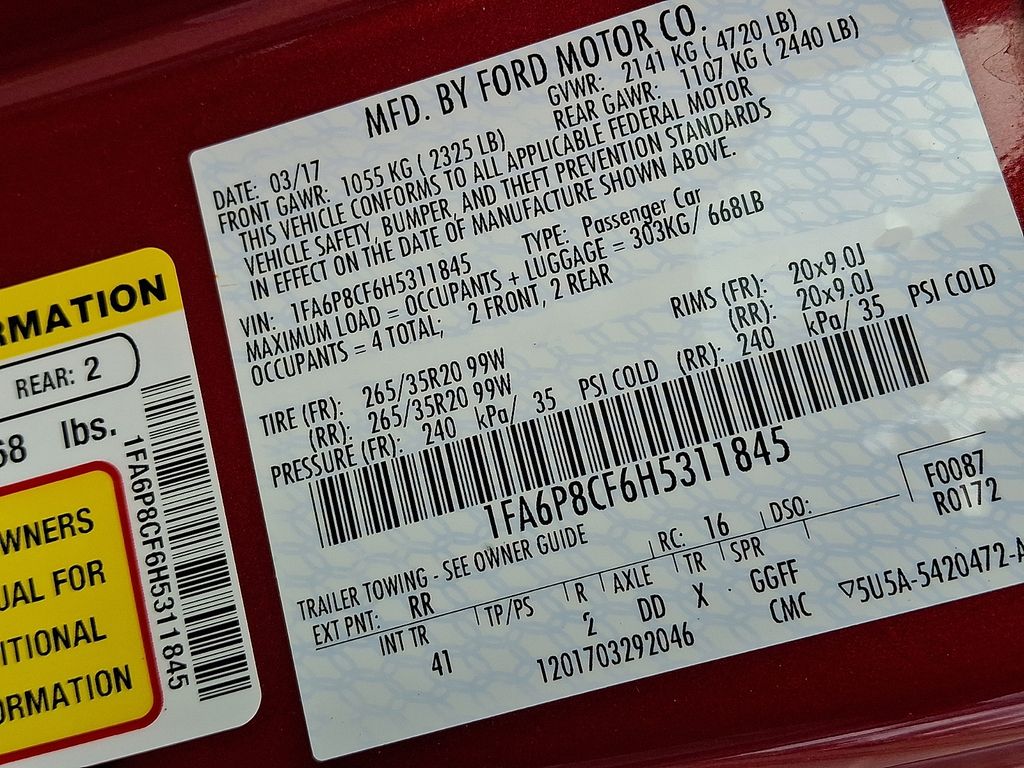 MFD. BY FORD MOTOR CO.
DATE: 03/17 GVWR: 2141 KG ( 4720 LB)
FRONT GAWR: 1055 KG ( 2325 LB) REAR GAWR: 1107 KG ( 2440 LB)
THIS VEHICLE CONFORMS TO ALL APPLICABLE FEDERAL MOTOR
VEHICLE SAFETY, BUMPER, AND THEFT PREVENTION STANDARDS
IN EFFECT ON THE DATE OF MANUFACTURE SHOWN ABOVE.
VIN: 1FA6P8CF6H5311845 TYPE: Passenger Car
MAXIMUM LOAD = OCCUPANTS + LUGGAGE = 303KG/ 668LB
OCCUPANTS = 4 TOTAL; 2 FRONT, 2 REAR
TIRE (FR): 265/35R20 99W RIMS (FR): 20x9.0J
(RR): 265/35R20 99W (RR): 20x9.0J
PRESSURE (FR): 240 kPa/ 35 PSI COLD (RR): 240 kPa/ 35 PSI COLD
1FA6P8CF6H5311845
TRAILER TOWING - SEE OWNER GUIDE
F0087
R0172
EXT PNT: RR RC: 16 DSO:
INT TR TP/PS R AXLE TR SPR
41 2 DD X GGFF
1201703292046 CMC ▽5U5A-5420472-A
RMATION
REAR: 2
68 lbs.
WNERS
UAL FOR
ITIONAL
ORMATION
1FA6P8CF6H5311845